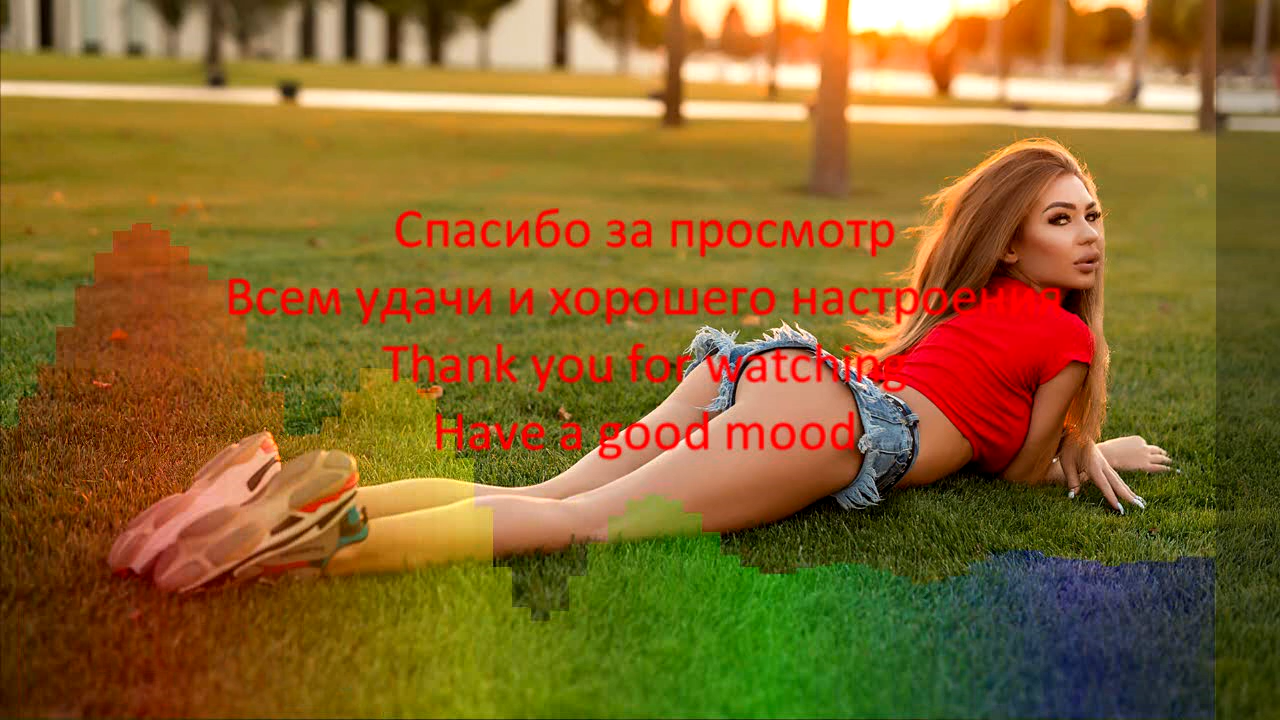 Спасибо за просмотр
Всем удачи и хорошего настроения
Thank you for watching
Have a good mood